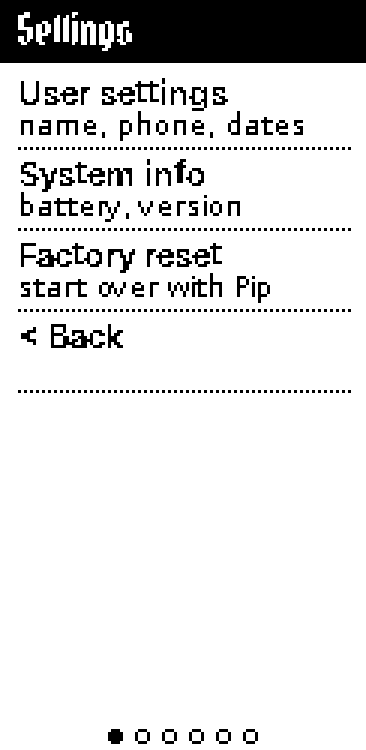 Settings
User settings
name, phone, dates
System info
battery, version
Factory reset
start over with Pip
< Back